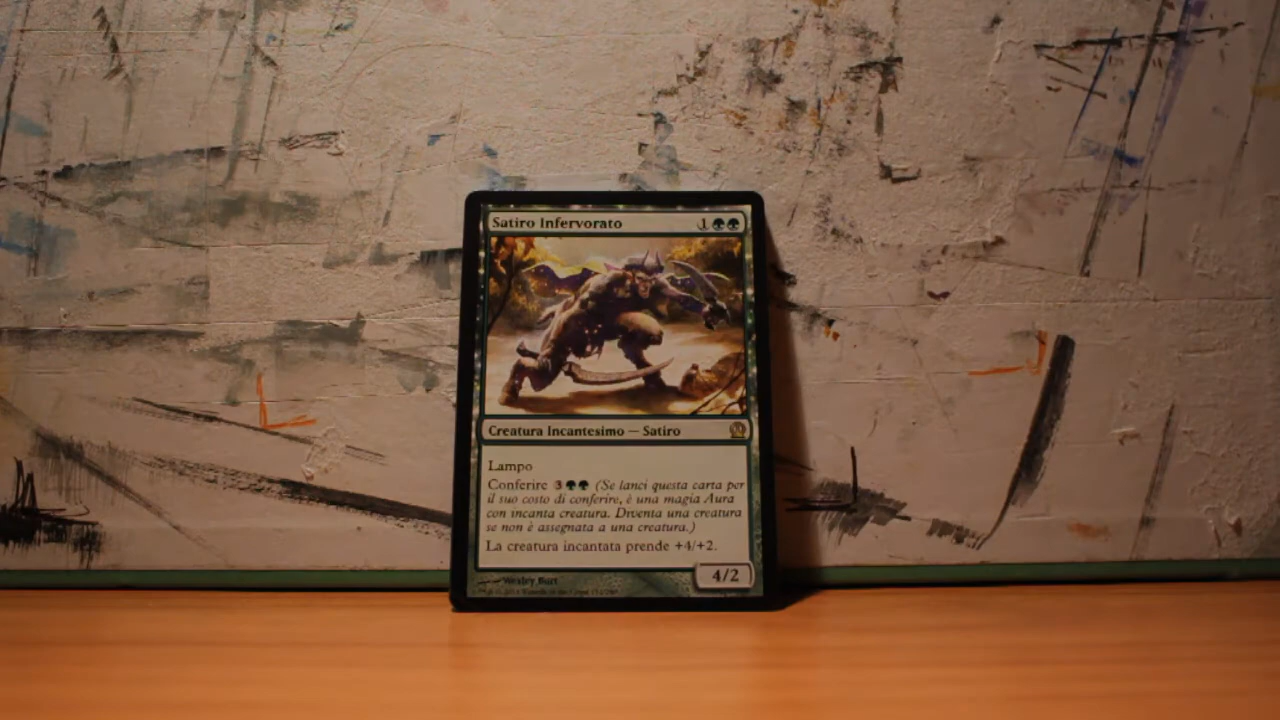 Satiro Infervorato 1
Creatura Incantesimo — Satiro
Lampo
Conferire 3 (Se lanci questa carta per
il suo costo di conferire, è una magia Aura
con incanta creatura. Diventa una creatura
se non è assegnata a una creatura.)
La creatura incantata prende +4/+2.
4/2
Wesley Burt